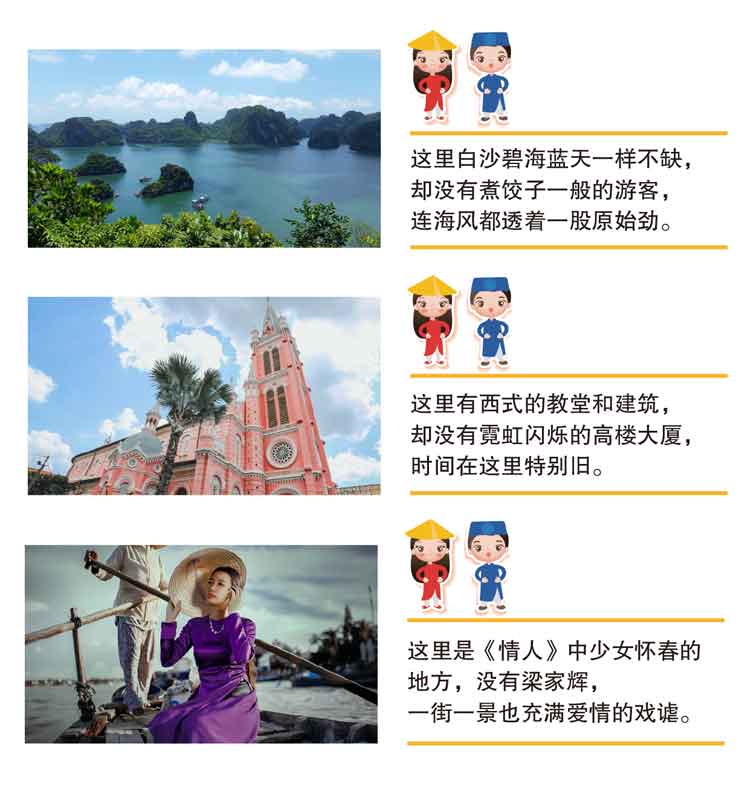 这里白沙碧海蓝天一样不缺，
却没有煮饺子一般的游客，
连海风都透着一股原始劲。
这里有西式的教堂和建筑，
却没有霓虹闪烁的高楼大厦，
时间在这里特别旧。
这里是《情人》中少女怀春的
地方，没有梁家辉，
一街一景也充满爱情的戏谑。